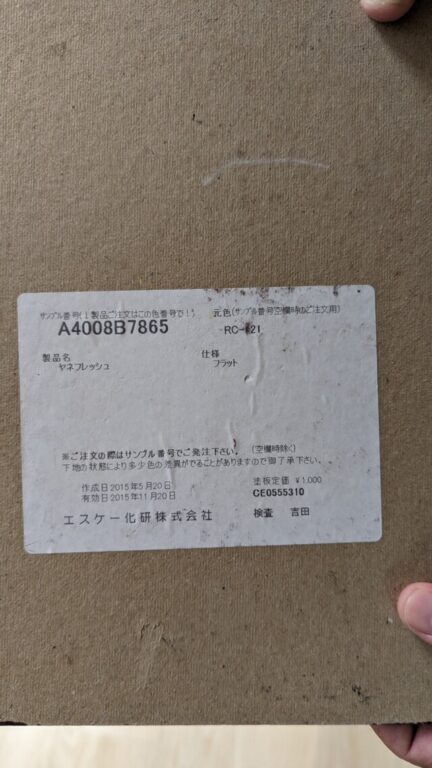 サンプル番号(1製品ご注文はこの色番号で!) 元色(サンプル番号空欄時のご注文用)
A4008B7865
製品名 仕様
ヤネフレッシュ フラット
※ご注文の際はサンプル番号でご発注下さい。 (空欄時除く)
下地の状態により多少色の差異がでることがありますので御了承下さい。
作成日2015年5月20日 塗板定価 ¥1,000
有効日2015年11月20日 CE0555310
エスケー化研株式会社 検査 吉田